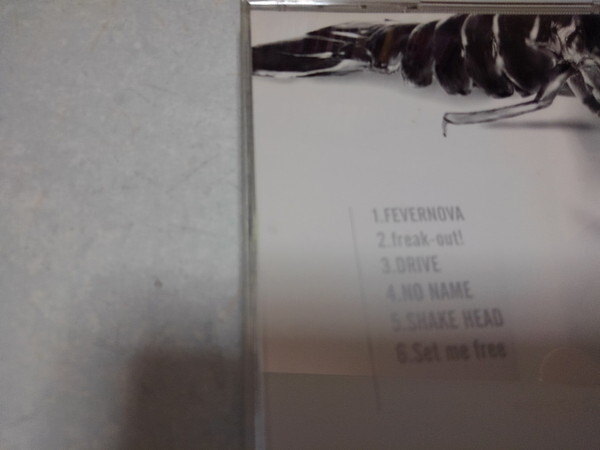 1.FEVERNOVA
2.freak-out!
3.DRIVE
4.NO NAME
5.SHAKE HEAD
6.Set me free